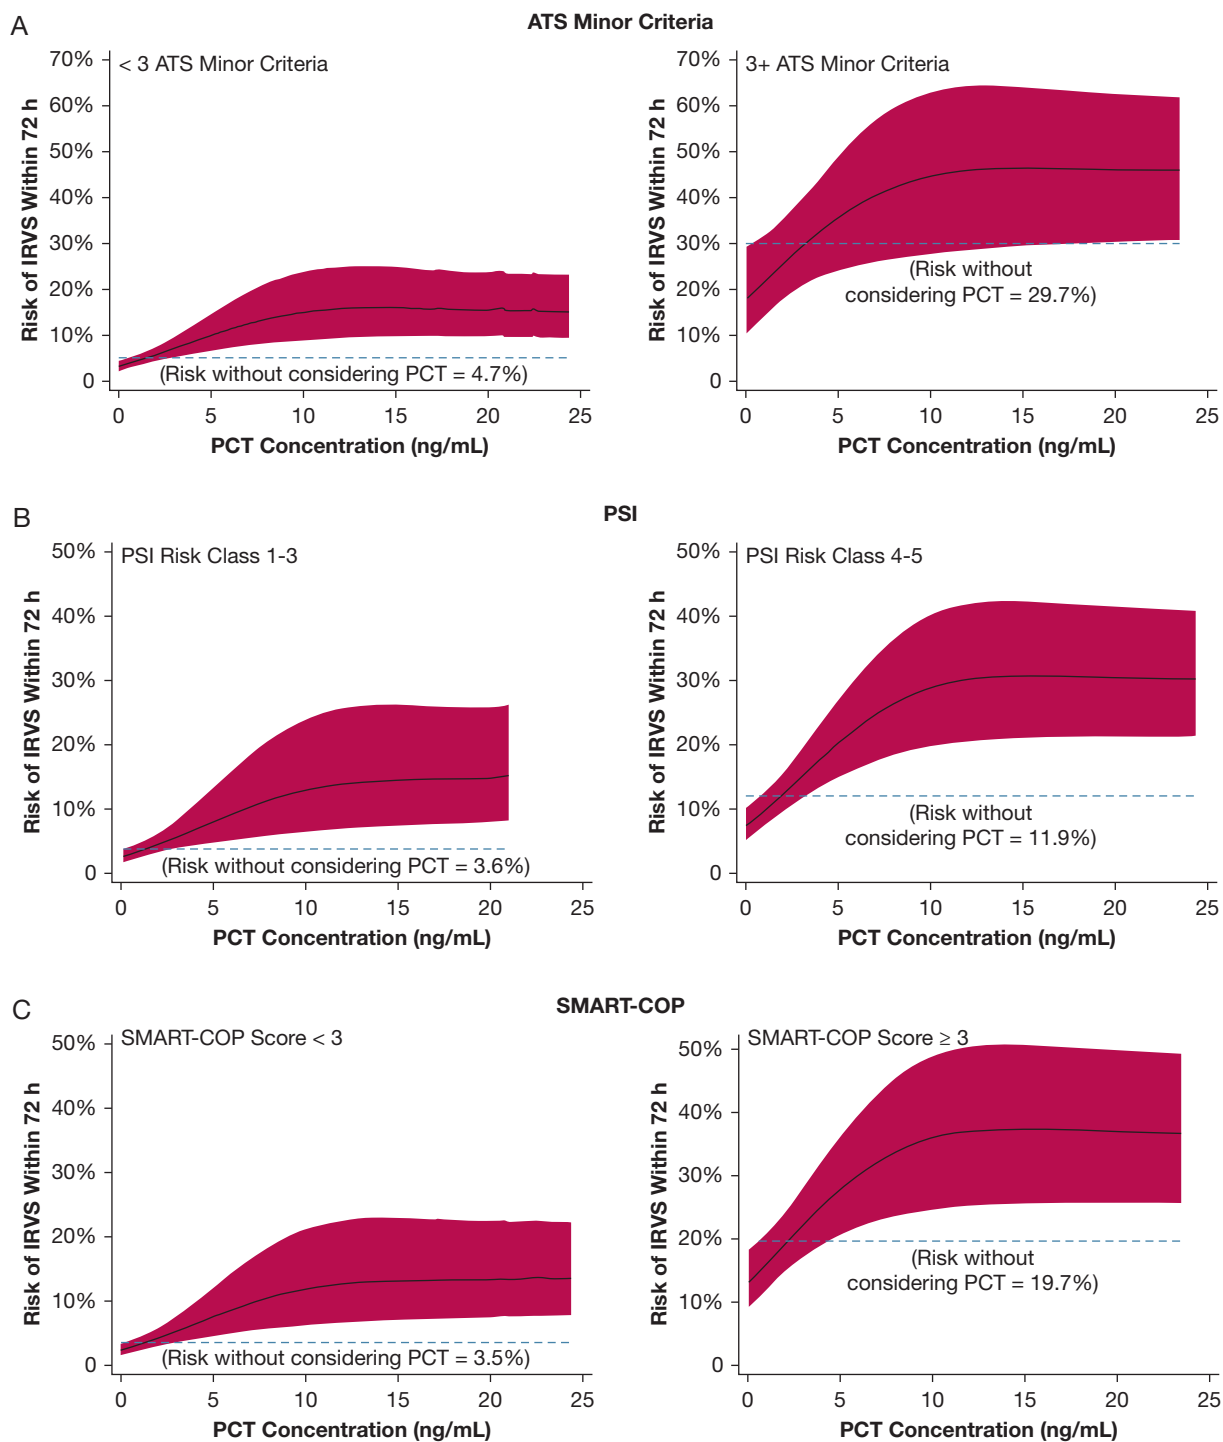 A
ATS Minor Criteria
< 3 ATS Minor Criteria
Risk of IRVS Within 72 h
70%
60%
50%
40%
30%
20%
10%
0
(Risk without considering PCT = 4.7%)
0 5 10 15 20 25
PCT Concentration (ng/mL)
3+ ATS Minor Criteria
Risk of IRVS Within 72 h
70%
60%
50%
40%
30%
20%
10%
0
(Risk without
considering PCT = 29.7%)
0 5 10 15 20 25
PCT Concentration (ng/mL)
B
PSI
PSI Risk Class 1-3
Risk of IRVS Within 72 h
50%
40%
30%
20%
10%
0
(Risk without considering PCT = 3.6%)
0 5 10 15 20 25
PCT Concentration (ng/mL)
PSI Risk Class 4-5
Risk of IRVS Within 72 h
50%
40%
30%
20%
10%
0
(Risk without
considering PCT = 11.9%)
0 5 10 15 20 25
PCT Concentration (ng/mL)
C
SMART-COP
SMART-COP Score < 3
Risk of IRVS Within 72 h
50%
40%
30%
20%
10%
0
(Risk without considering PCT = 3.5%)
0 5 10 15 20 25
PCT Concentration (ng/mL)
SMART-COP Score ≥ 3
Risk of IRVS Within 72 h
50%
40%
30%
20%
10%
0
(Risk without
considering PCT = 19.7%)
0 5 10 15 20 25
PCT Concentration (ng/mL)